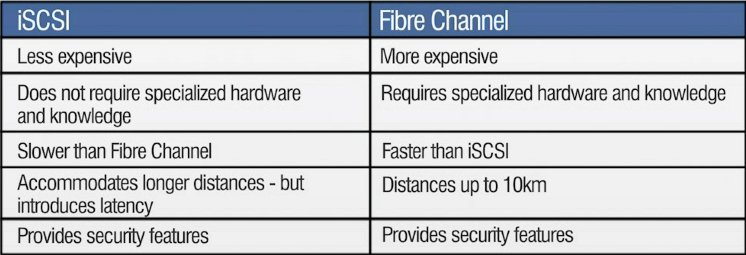 iSCSI
Fibre Channel
Less expensive
More expensive
Does not require specialized hardware
and knowledge
Requires specialized hardware and knowledge
Slower than Fibre Channel
Faster than iSCSI
Accommodates longer distances - but
introduces latency
Distances up to 10km
Provides security features
Provides security features